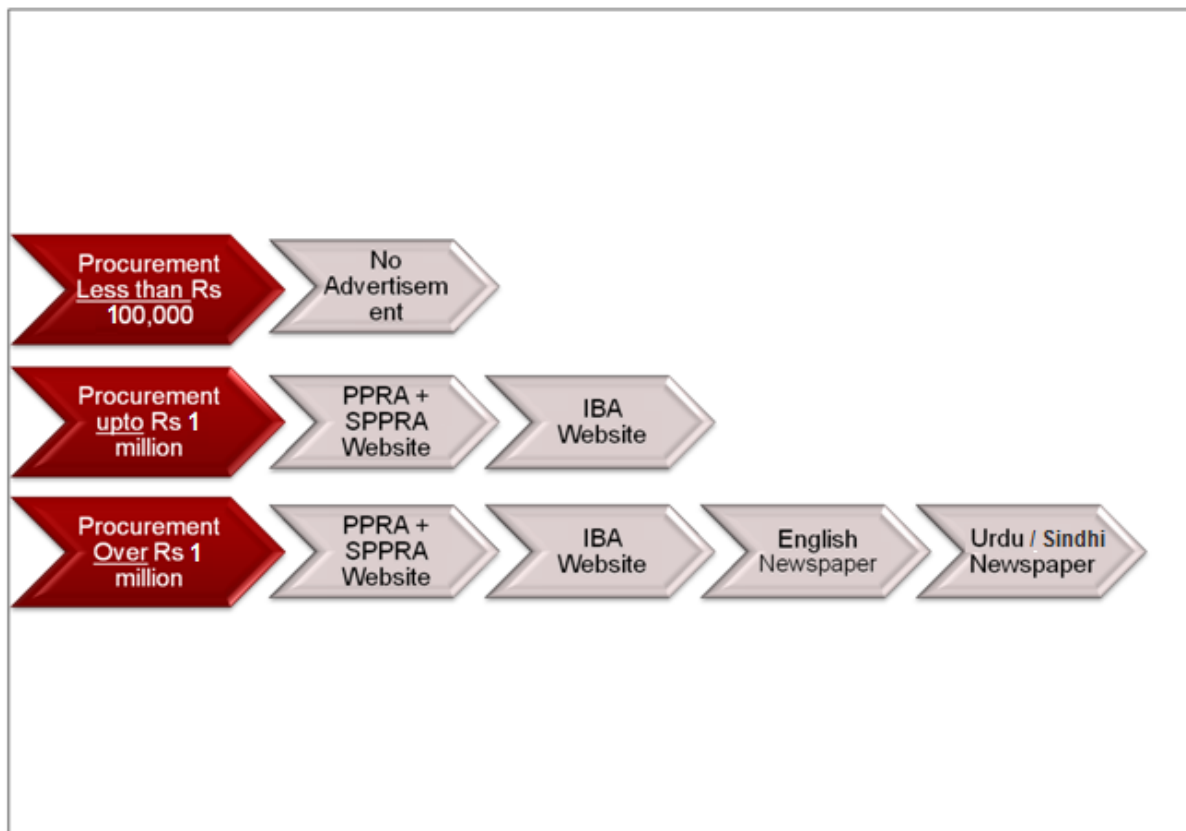 Procurement
Less than Rs
100,000
No
Advertisem
ent
Procurement
upto Rs 1
million
PPRA +
SPPRA
Website
IBA
Website
Procurement
Over Rs 1
million
PPRA +
SPPRA
Website
IBA
Website
English
Newspaper
Urdu / Sindhi
Newspaper